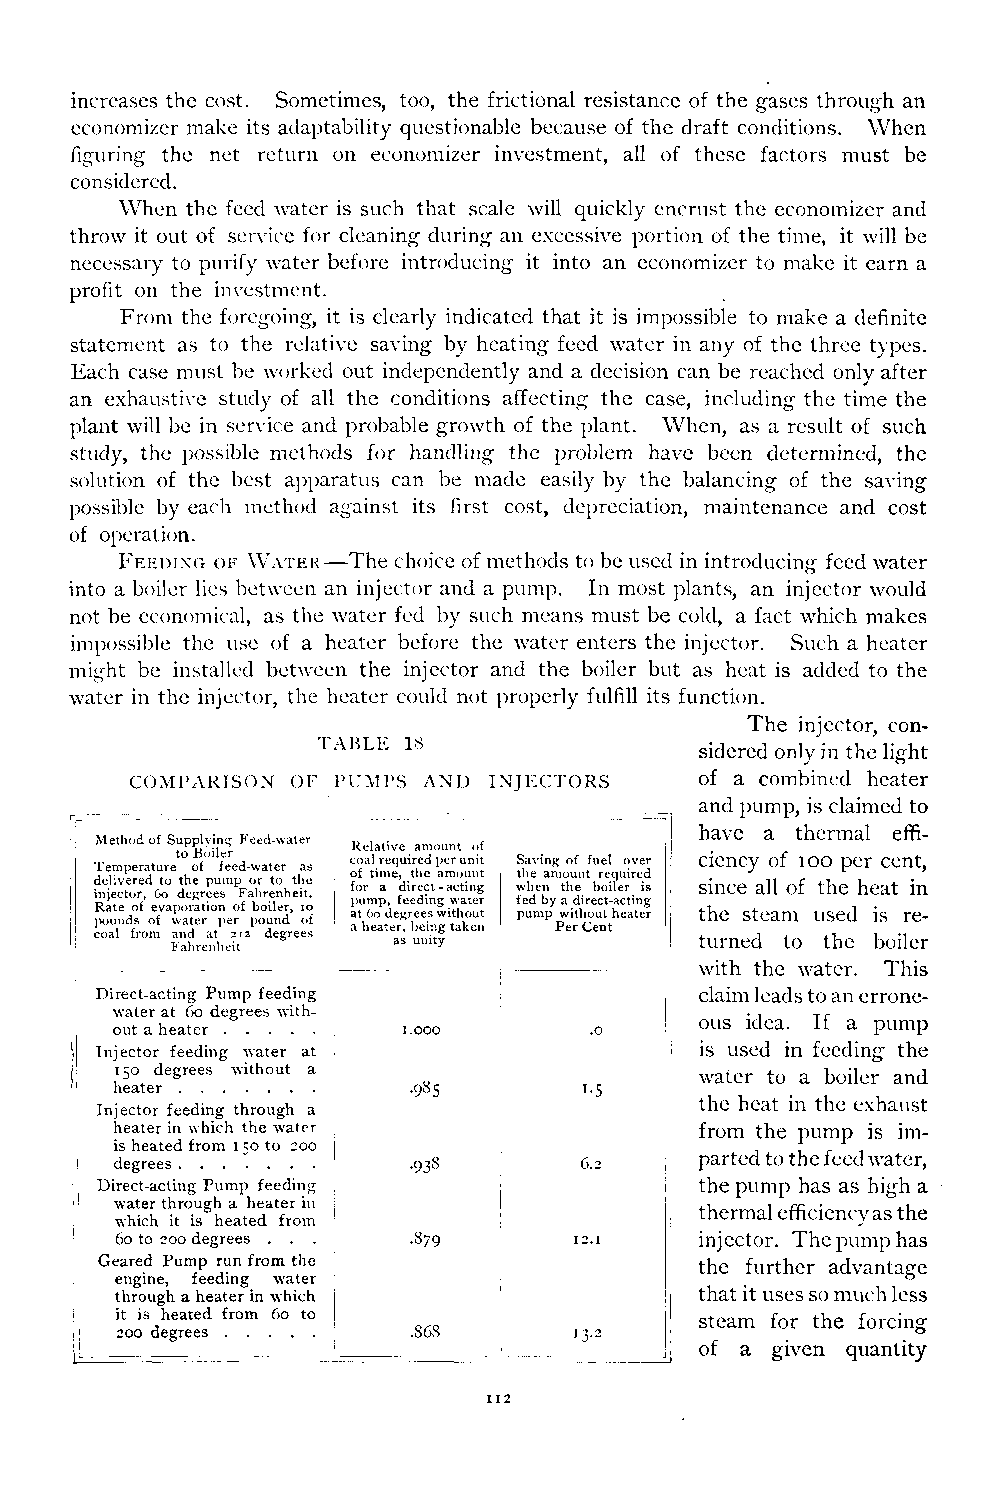 increases the cost. Sometimes, too, the frictional resistance of the gases through an
economizer make its adaptability questionable because of the draft conditions. When
figuring the net return on economizer investment, all of these factors must be
considered.
When the feed water is such that scale will quickly encrust the economizer and
throw it out of service for cleaning during an excessive portion of the time, it will be
necessary to purify water before introducing it into an economizer to make it earn a
profit on the investment.
From the foregoing, it is clearly indicated that it is impossible to make a definite
statement as to the relative saving by heating feed water in any of the three types.
Each case must be worked out independently and a decision can be reached only after
an exhaustive study of all the conditions affecting the case, including the time the
plant will be in service and probable growth of the plant. When, as a result of such
study, the possible methods for handling the problem have been determined, the
solution of the best apparatus can be made easily by the balancing of the saving
possible by each method against its first cost, depreciation, maintenance and cost
of operation.
FEEDING OF WATER—The choice of methods to be used in introducing feed water
into a boiler lies between an injector and a pump. In most plants, an injector would
not be economical, as the water fed by such means must be cold, a fact which makes
impossible the use of a heater before the water enters the injector. Such a heater
might be installed between the injector and the boiler but as heat is added to the
water in the injector, the heater could not properly fulfill its function.
TABLE 18
COMPARISON OF PUMPS AND INJECTORS
Method of Supplying Feed-water
to Boiler
Temperature of feed-water as
delivered to the pump or to the
injector, 60 degrees Fahrenheit.
Rate of evaporation of boiler, 10
pounds of water per pound of
coal from and at 212 degrees
Fahrenheit
Relative amount of
coal required per unit
of time, the amount
for a direct-acting
pump, feeding water
at 60 degrees without
a heater, being taken
as unity
Saving of fuel over
the amount required
when the boiler is
fed by a direct-acting
pump without heater
Per Cent
Direct-acting Pump feeding
water at 60 degrees with-
out a heater . . . . . 1.000 .0
Injector feeding water at
150 degrees without a
heater . . . . . . . .985 1.5
Injector feeding through a
heater in which the water
is heated from 150 to 200
degrees . . . . . . . .938 6.2
Direct-acting Pump feeding
water through a heater in
which it is heated from
60 to 200 degrees . . . .879 12.1
Geared Pump run from the
engine, feeding water
through a heater in which
it is heated from 60 to
200 degrees . . . . . .868 13.2
The injector, con-
sidered only in the light
of a combined heater
and pump, is claimed to
have a thermal effi-
ciency of 100 per cent,
since all of the heat in
the steam used is re-
turned to the boiler
with the water. This
claim leads to an errone-
ous idea. If a pump
is used in feeding the
water to a boiler and
the heat in the exhaust
from the pump is im-
parted to the feed water,
the pump has as high a
thermal efficiency as the
injector. The pump has
the further advantage
that it uses so much less
steam for the forcing
of a given quantity
112